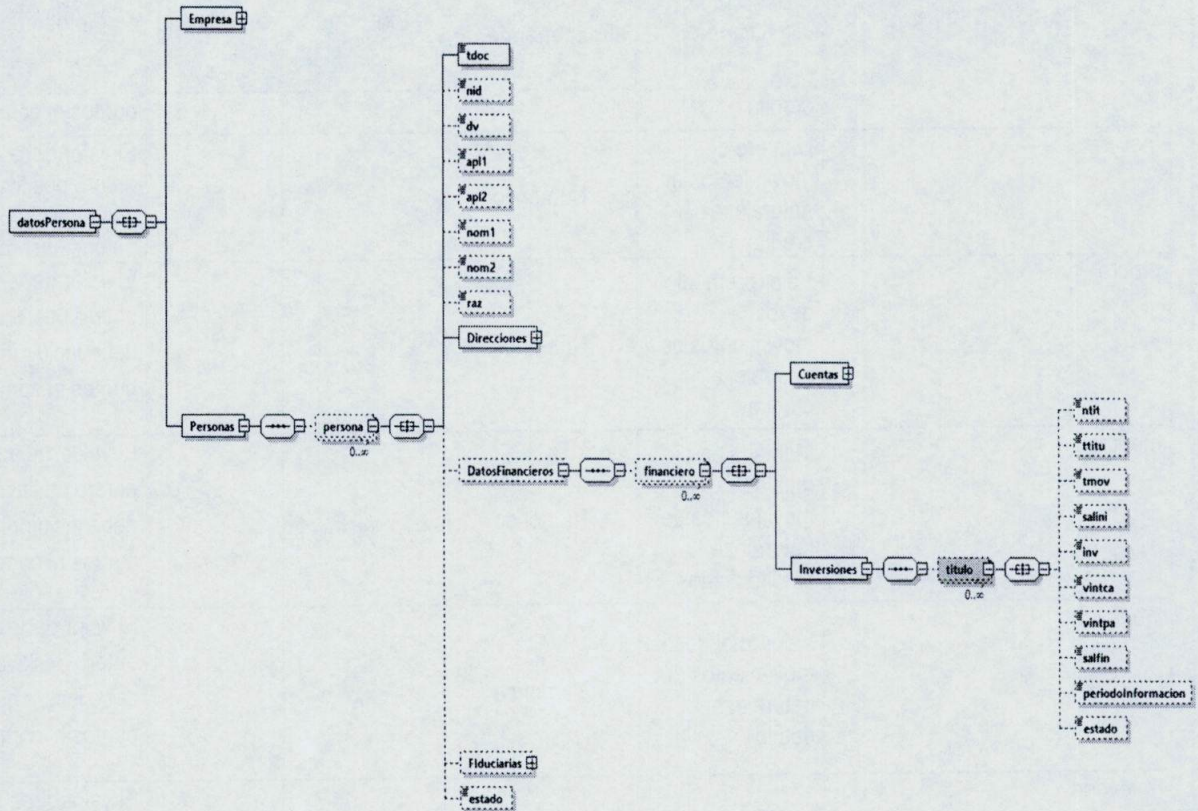 Empresa
tdoc
nid
dv
apl1
apl2
nom1
nom2
raz
datosPersona
Direcciones
Cuentas
Personas
persona
0..∞
DatosFinancieros
financiero
0..∞
ntit
ttitu
tmov
salini
inv
Inversiones
titulo
0..∞
vintca
vintpa
salfin
periodoInformacion
estado
FIduciarias
estado